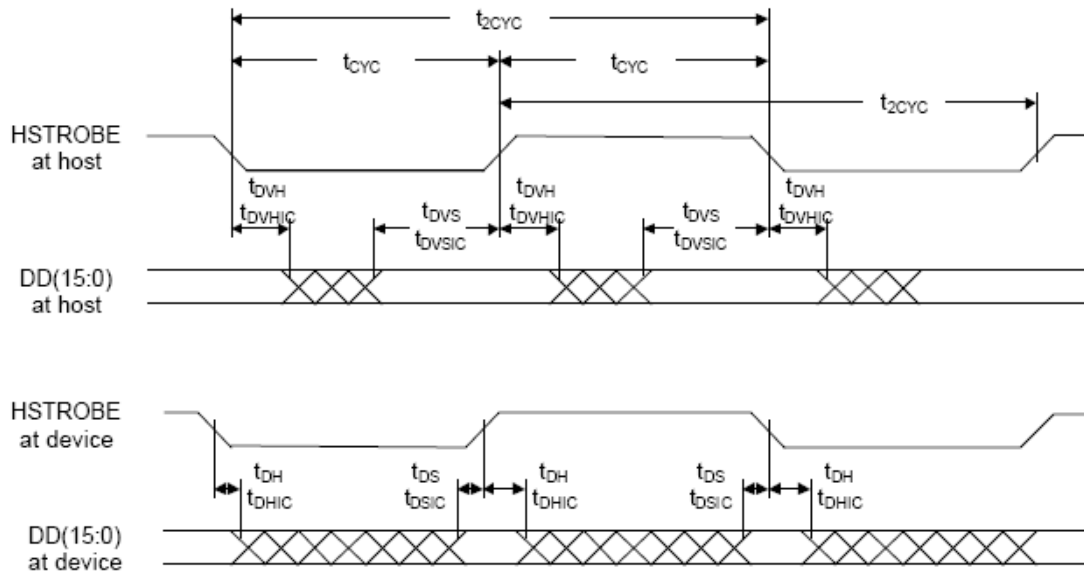 t2CYC
tCYC tCYC
t2CYC
HSTROBE
at host
tDVH tDVH tDVH
tDVHIC tDVS tDVHIC tDVS tDVHIC
tDVSIC tDVSIC
DD(15:0)
at host
HSTROBE
at device
tDH tDS tDH tDS tDH
tDHIC tDSIC tDHIC tDSIC tDHIC
DD(15:0)
at device